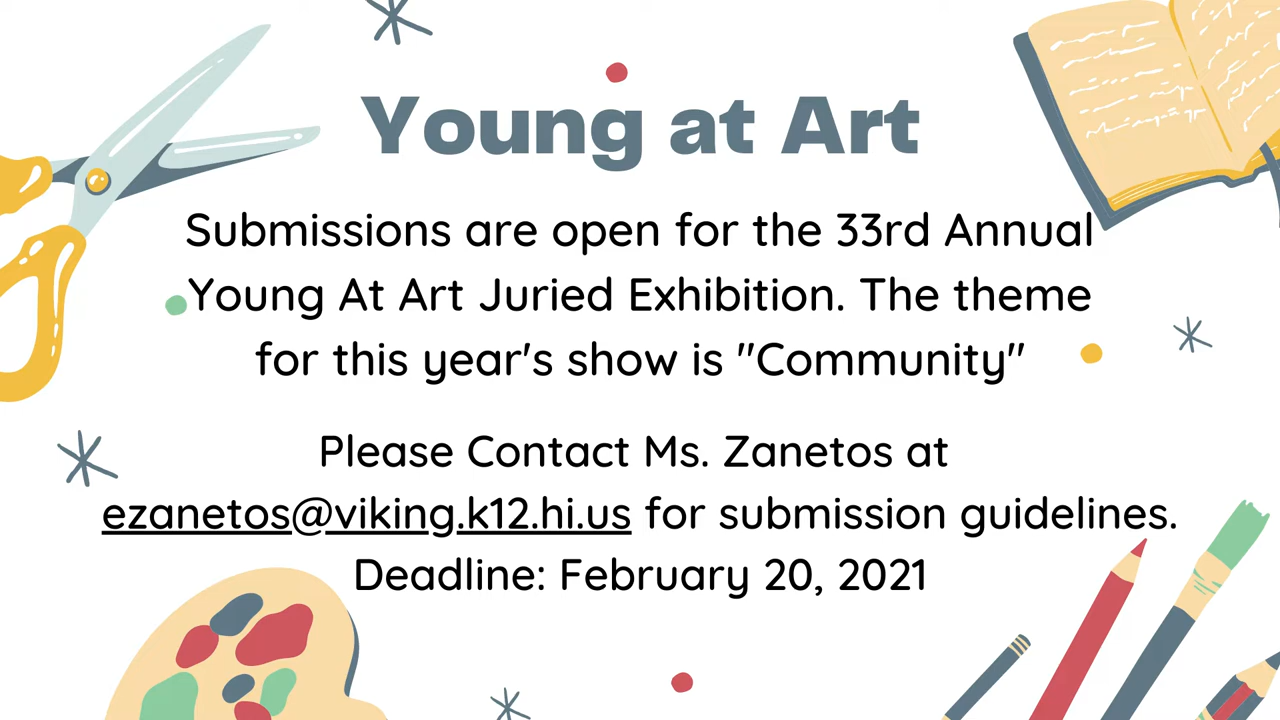 Young at Art
Submissions are open for the 33rd Annual
Young At Art Juried Exhibition. The theme
for this year's show is "Community"
Please Contact Ms. Zanetos at
ezanetos@viking.k12.hi.us for submission guidelines.
Deadline: February 20, 2021